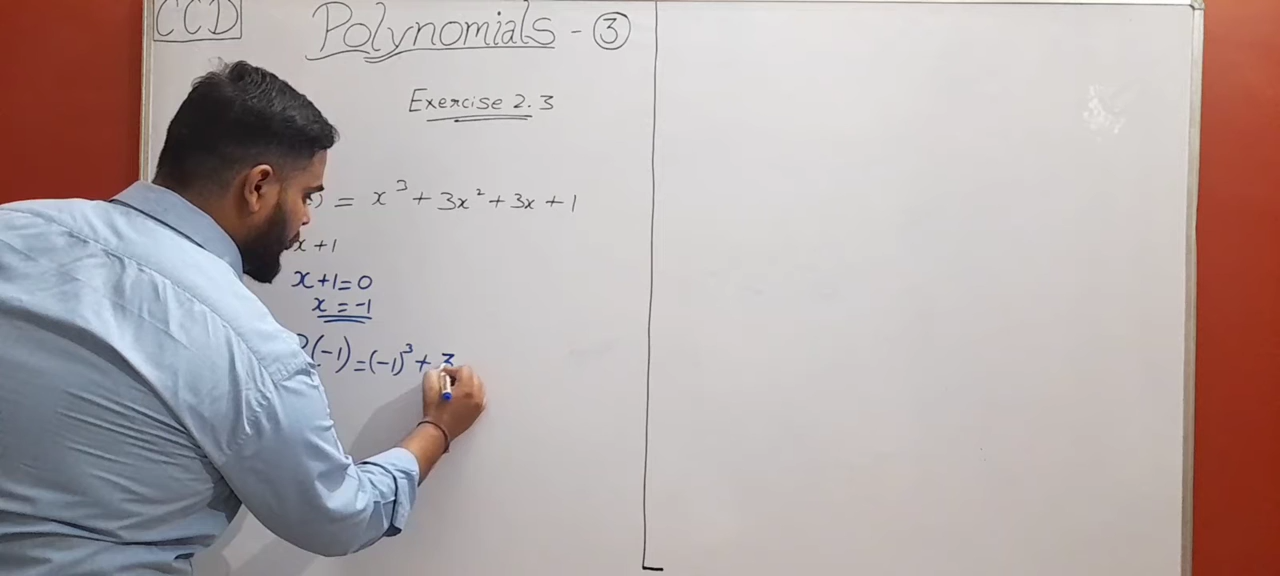 CCD
Polynomials - ③
Exercise 2.3
x) = x³ + 3x² + 3x + 1
x + 1
x + 1 = 0
x = -1
P(-1) = (-1)³ + 3